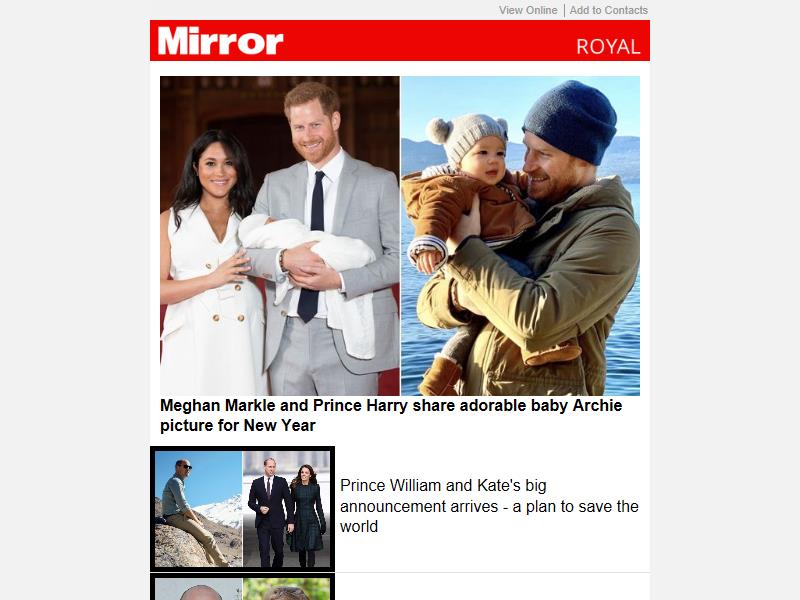 View Online | Add to Contacts
Mirror
ROYAL
Meghan Markle and Prince Harry share adorable baby Archie
picture for New Year
Prince William and Kate's big
announcement arrives - a plan to save the
world